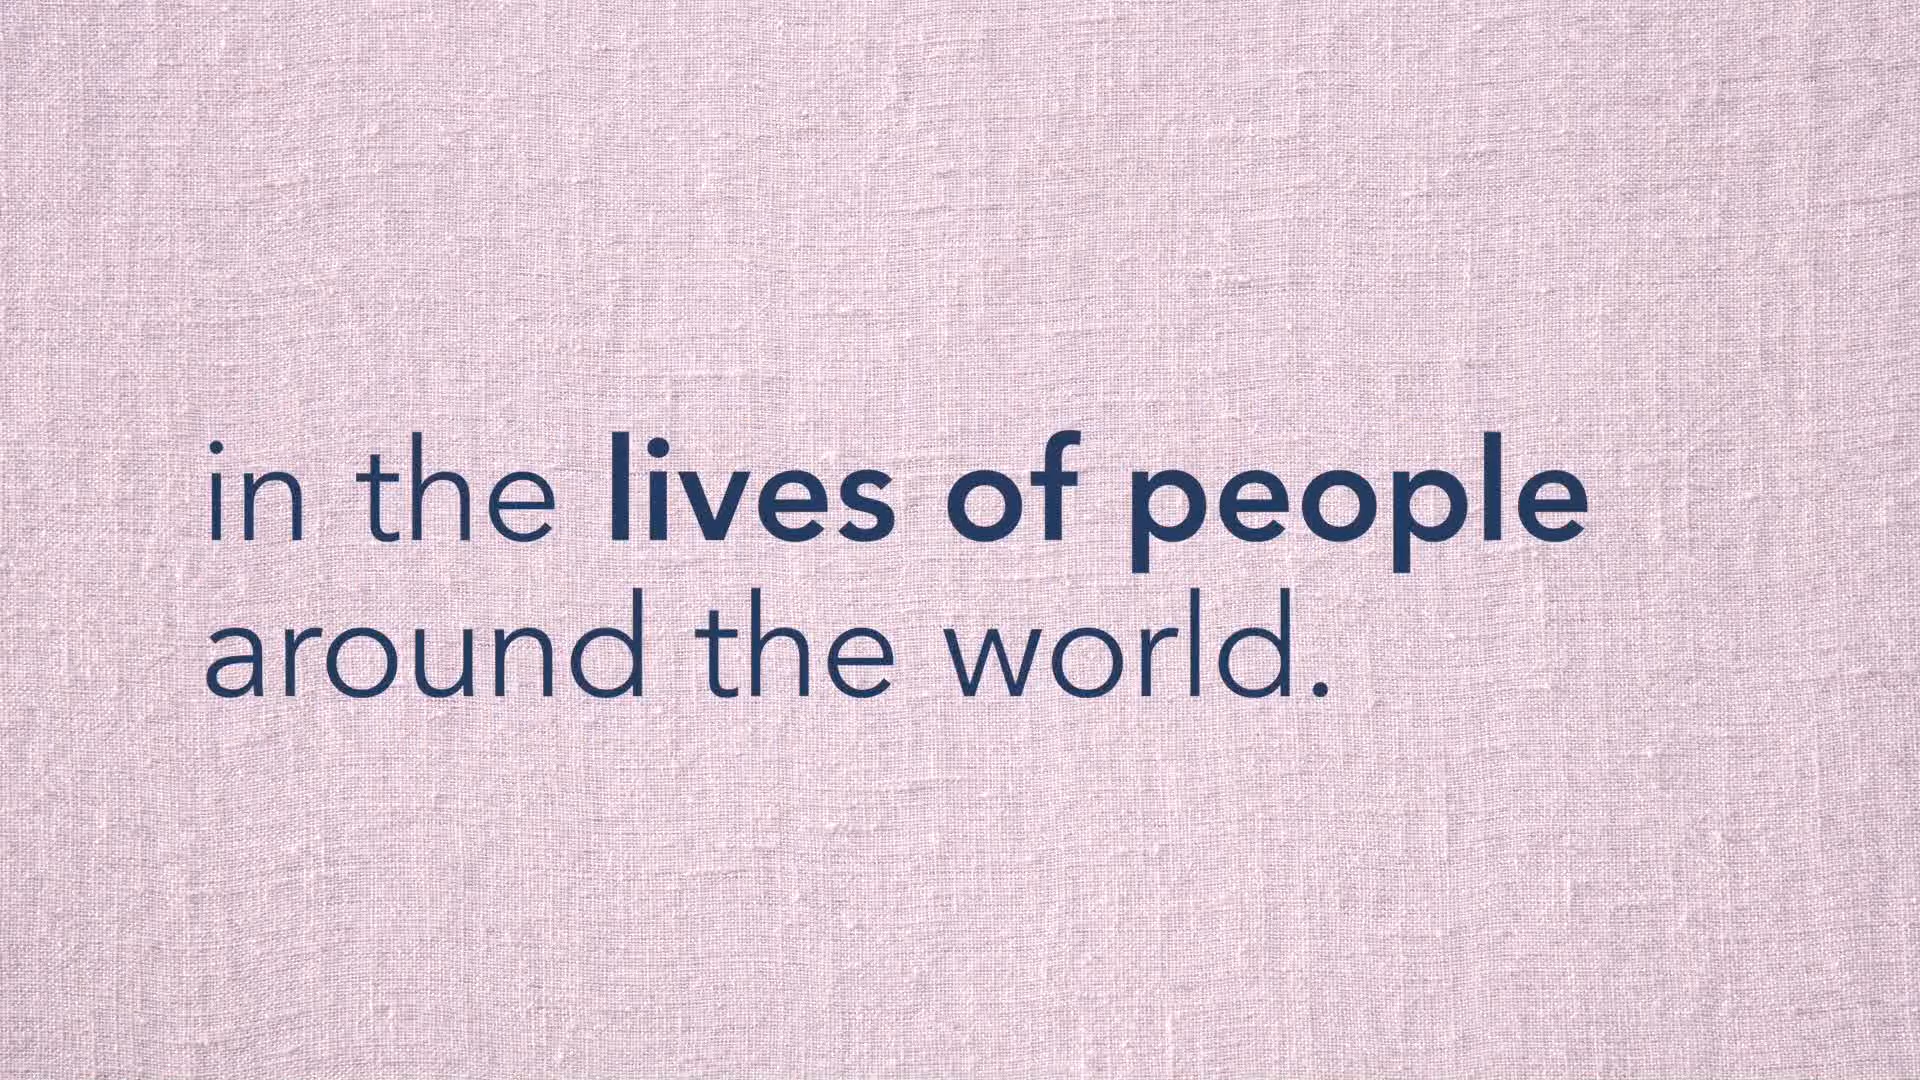 in the lives of people
around the world.